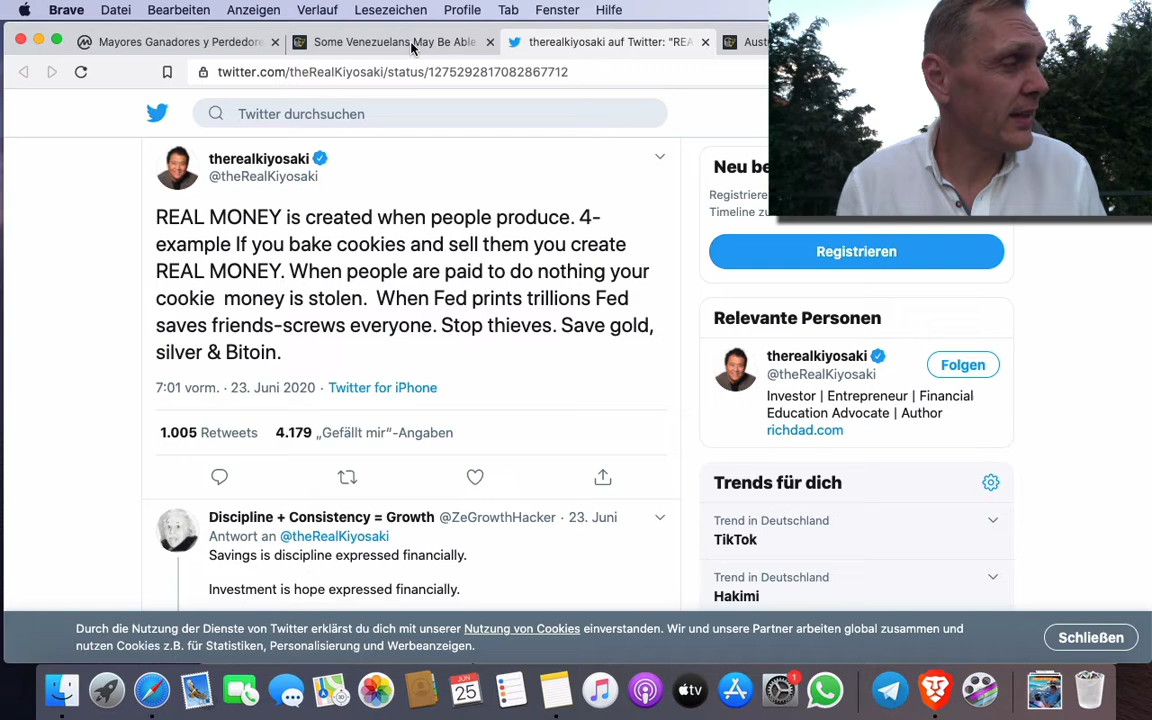 Brave Datei Bearbeiten Anzeigen Verlauf Lesezeichen Profile Tab Fenster Hilfe
Mayores Ganadores y Perdedore Some Venezuelans May Be Able therealkiyosaki auf Twitter: "REA Aust
twitter.com/theRealKiyosaki/status/1275292817082867712
Twitter durchsuchen
therealkiyosaki
@theRealKiyosaki
REAL MONEY is created when people produce. 4-
example If you bake cookies and sell them you create
REAL MONEY. When people are paid to do nothing your
cookie money is stolen. When Fed prints trillions Fed
saves friends-screws everyone. Stop thieves. Save gold,
silver & Bitoin.
7:01 vorm. · 23. Juni 2020 · Twitter for iPhone
1.005 Retweets 4.179 „Gefällt mir“-Angaben
Discipline + Consistency = Growth @ZeGrowthHacker · 23. Juni
Antwort an @theRealKiyosaki
Savings is discipline expressed financially.
Investment is hope expressed financially.
Neu be
Registriere
Timeline zu
Registrieren
Relevante Personen
therealkiyosaki
@theRealKiyosaki
Folgen
Investor | Entrepreneur | Financial
Education Advocate | Author
richdad.com
Trends für dich
Trend in Deutschland
TikTok
Trend in Deutschland
Hakimi
Durch die Nutzung der Dienste von Twitter erklärst du dich mit unserer Nutzung von Cookies einverstanden. Wir und unsere Partner arbeiten global zusammen und
nutzen Cookies z.B. für Statistiken, Personalisierung und Werbeanzeigen.
Schließen
JUN
25
tv
1